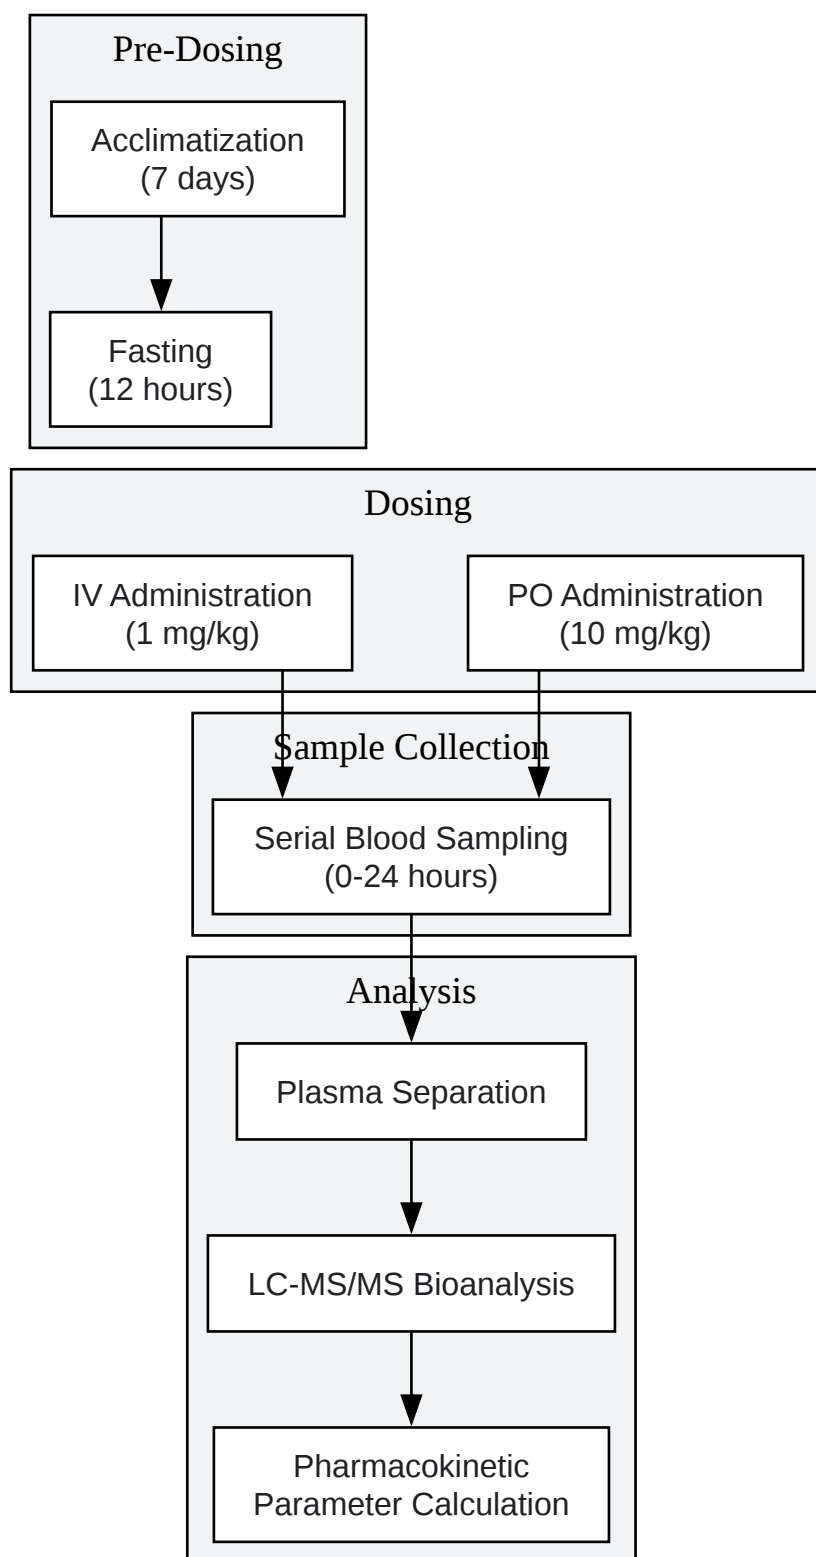 Pre-Dosing
Acclimatization
(7 days)
Fasting
(12 hours)
Dosing
IV Administration
(1 mg/kg)
PO Administration
(10 mg/kg)
Sample Collection
Serial Blood Sampling
(0-24 hours)
Analysis
Plasma Separation
LC-MS/MS Bioanalysis
Pharmacokinetic
Parameter Calculation